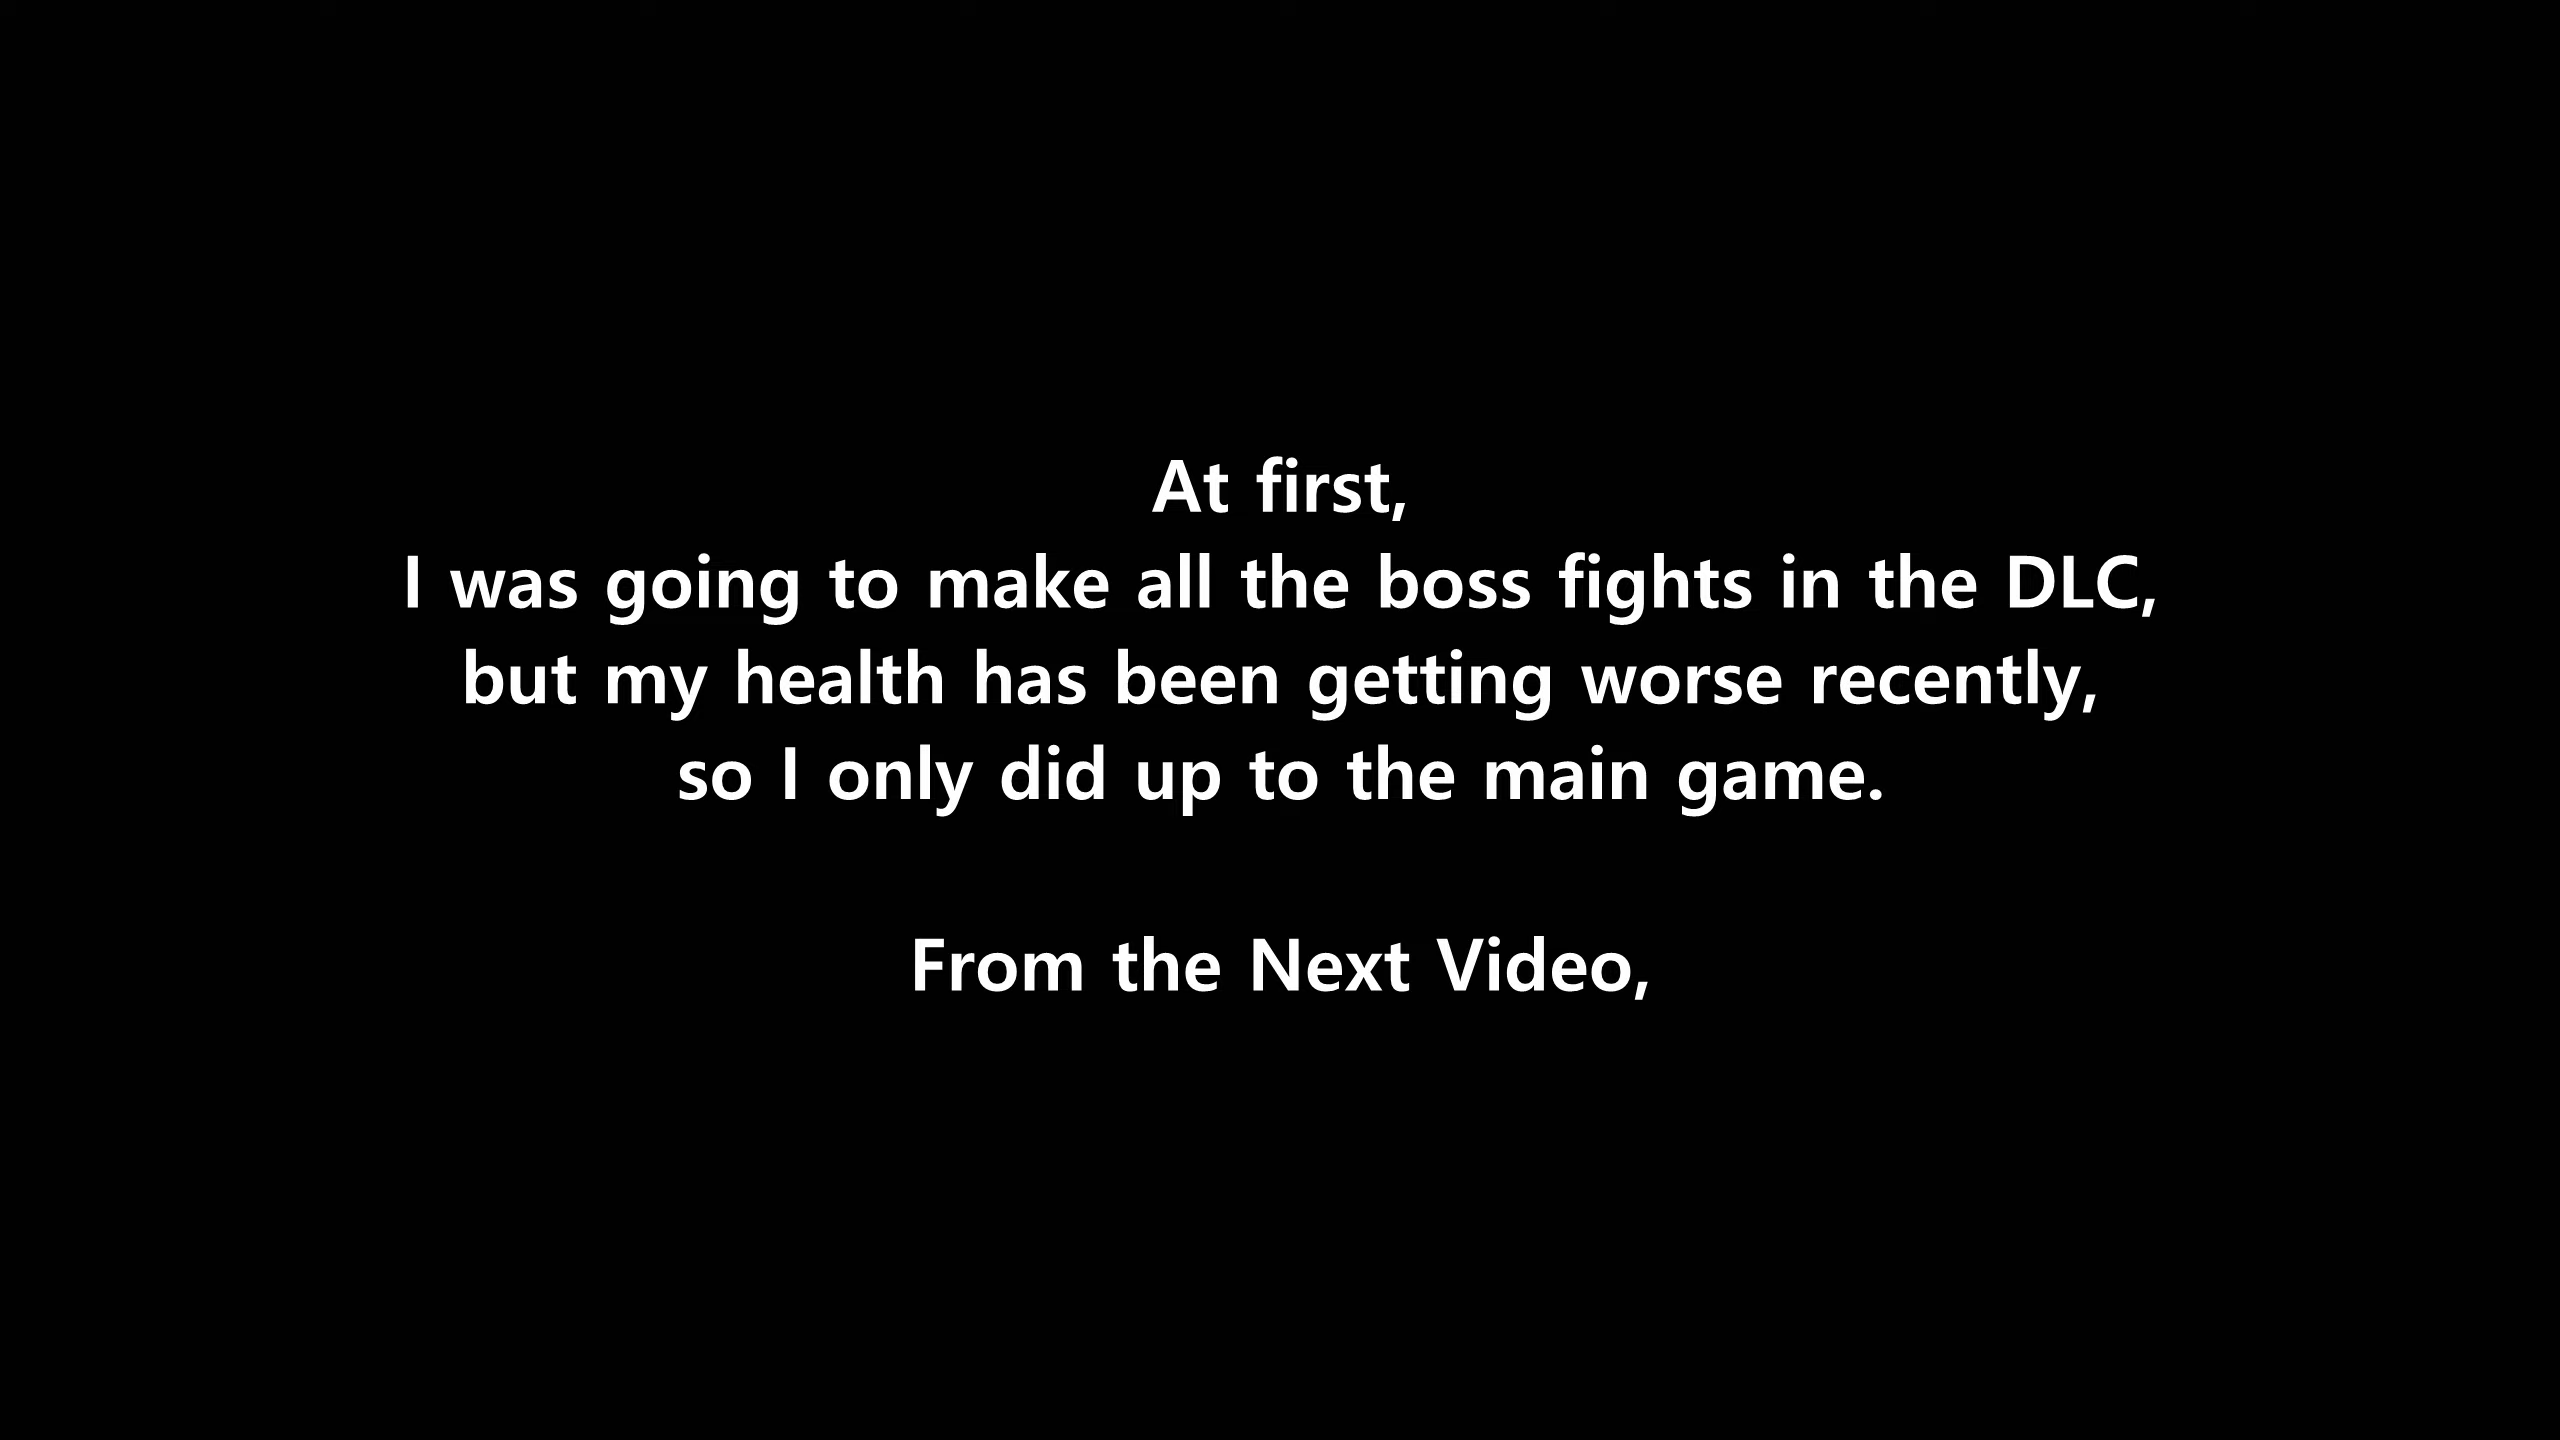 At first,
I was going to make all the boss fights in the DLC,
but my health has been getting worse recently,
so I only did up to the main game.
From the Next Video,